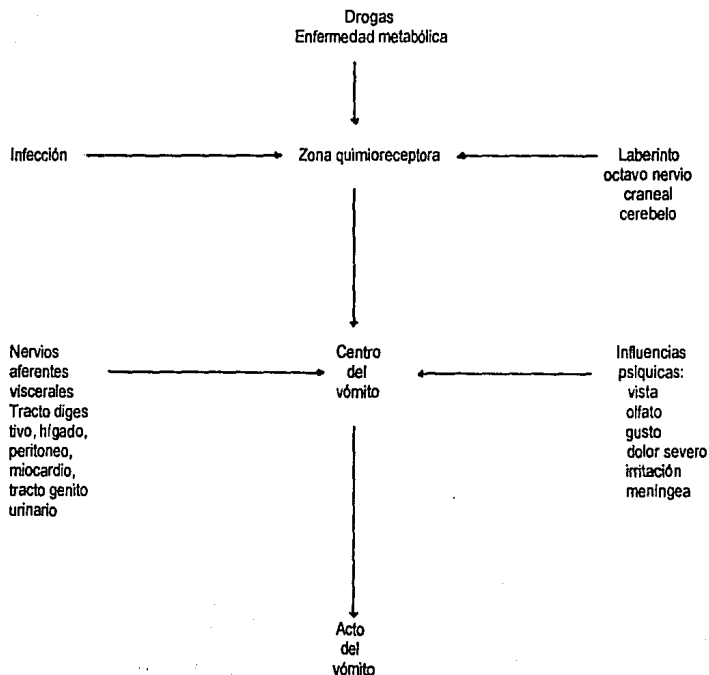 Drogas
Enfermedad metabólica
Infección
Zona quimioreceptora
Laberinto
octavo nervio
craneal
cerebelo
Nervios
aferentes
viscerales
Tracto diges
tivo, hígado,
peritoneo,
miocardio,
tracto genito
urinario
Centro
del
vómito
Influencias
psíquicas:
vista
olfato
gusto
dolor severo
irritación
meníngea
Acto
del
vómito